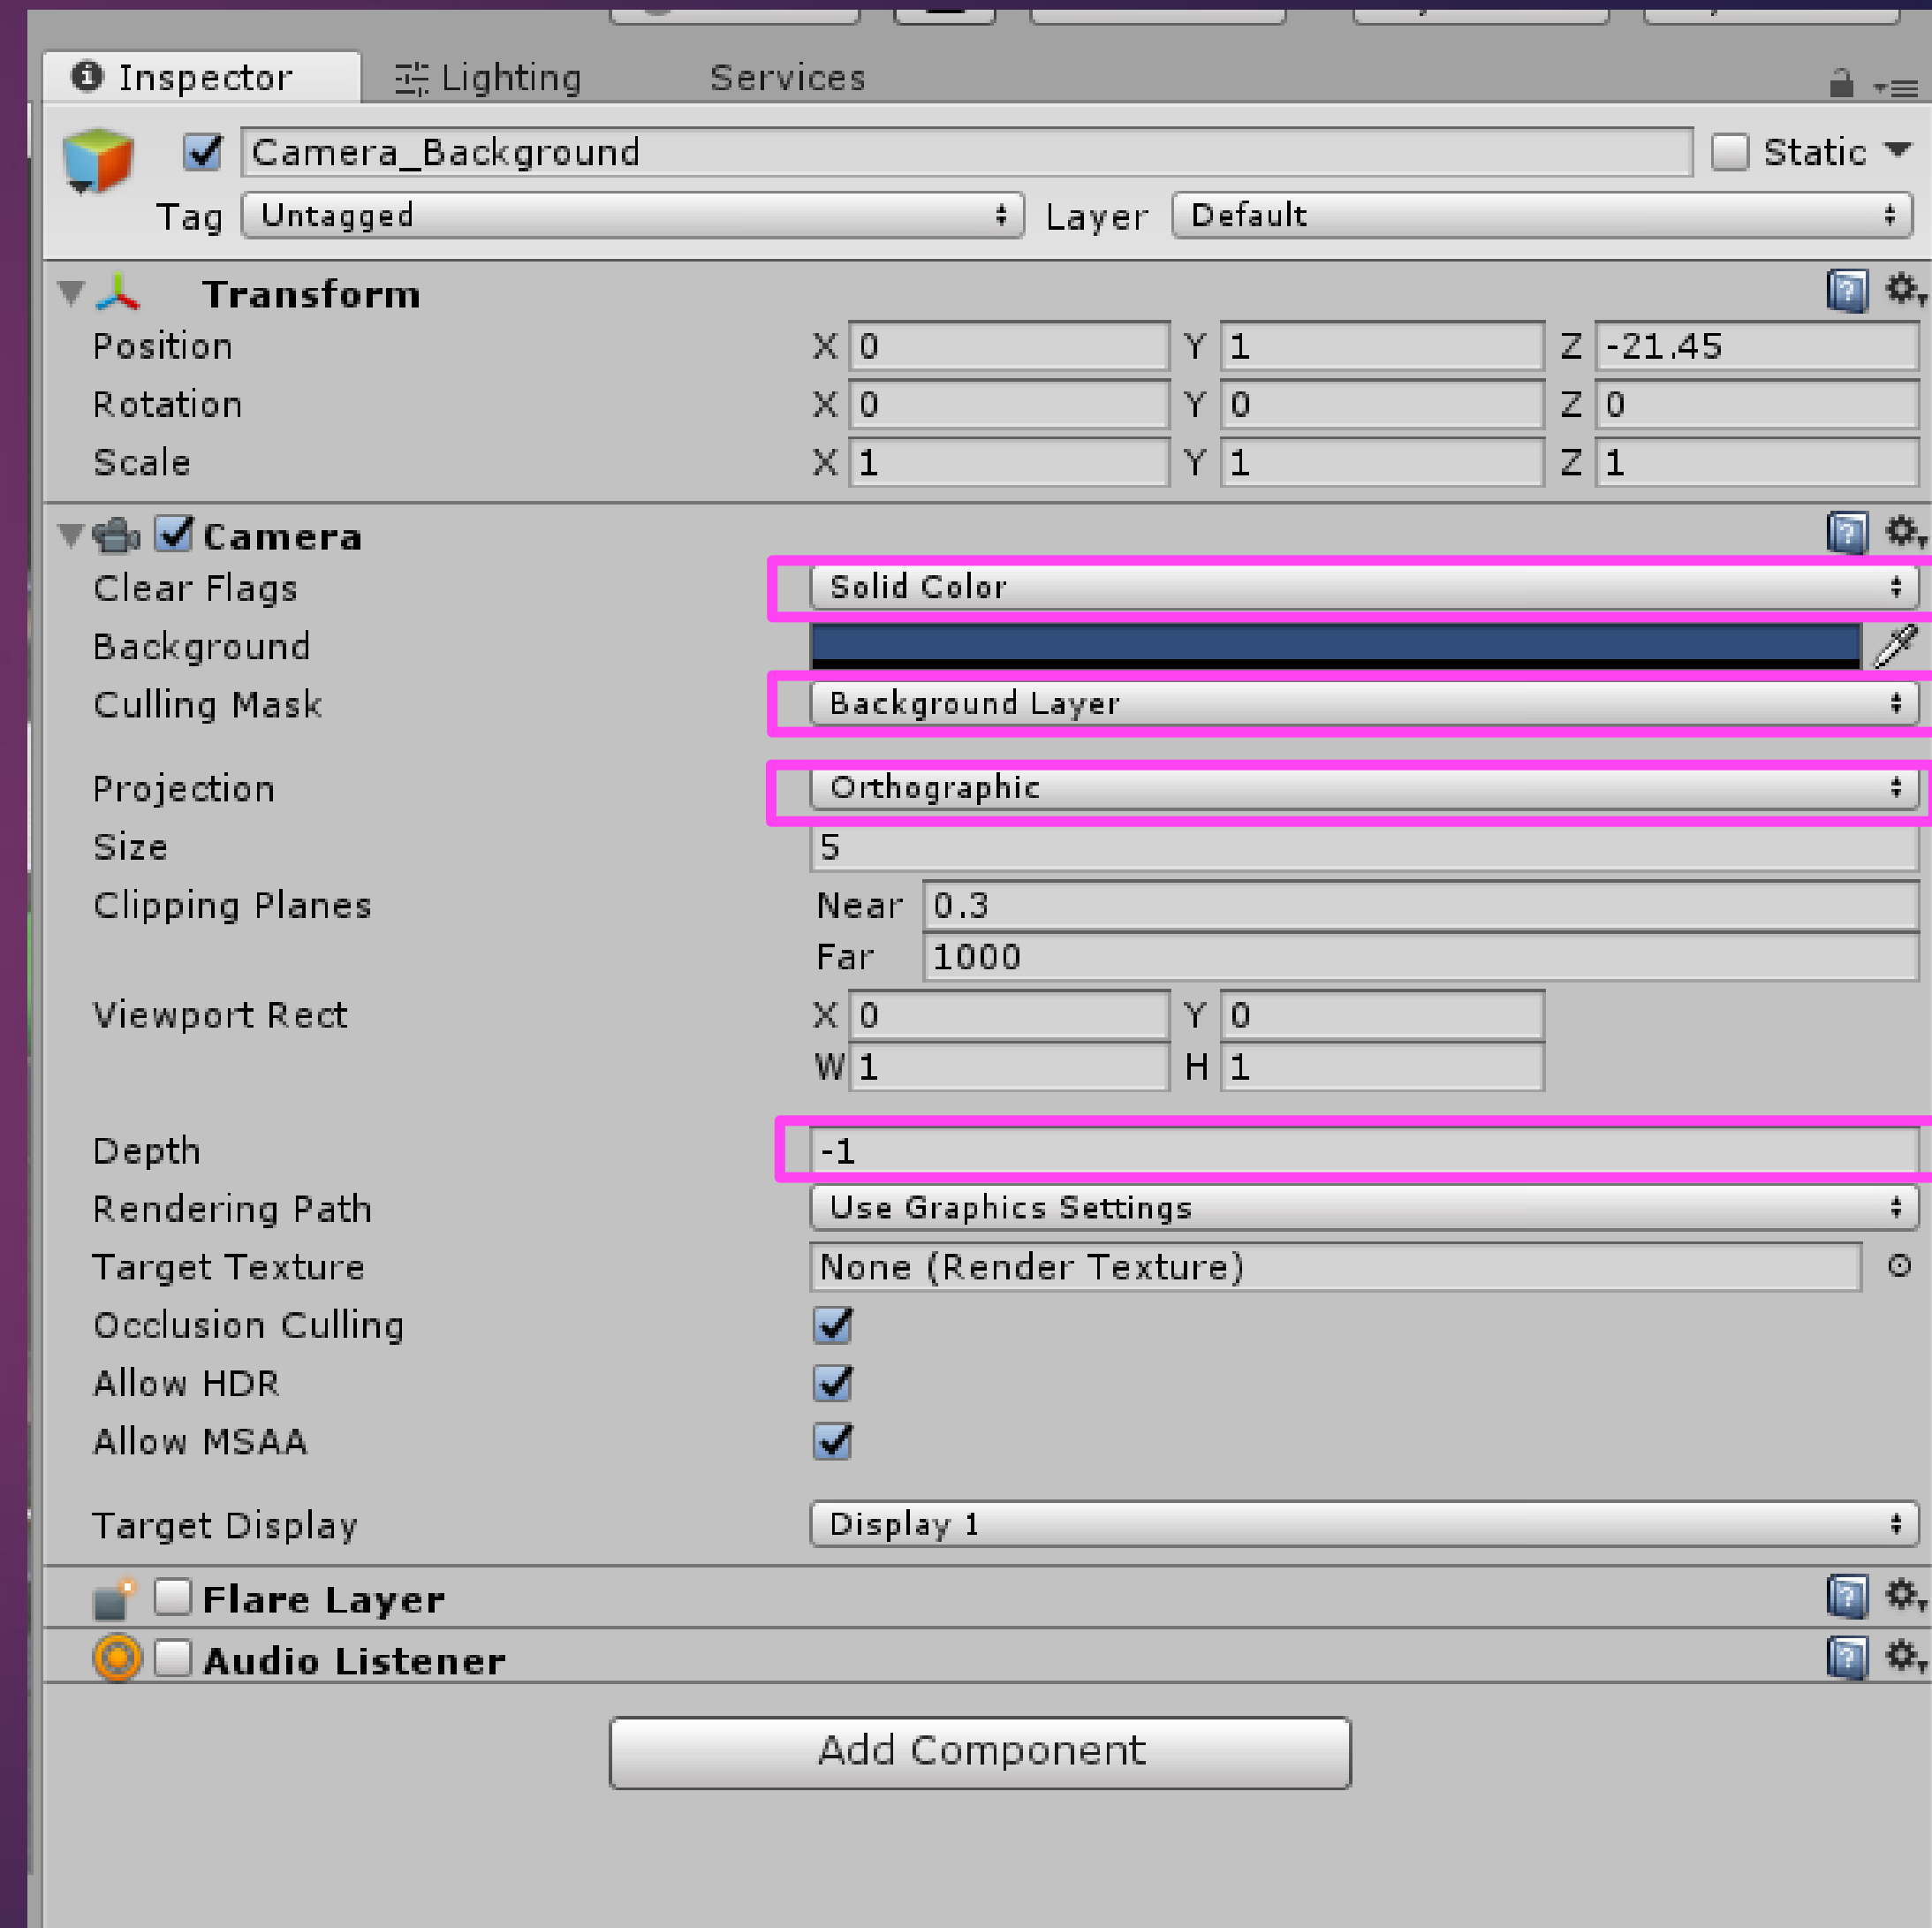 Inspector Lighting Services
Camera_Background Static
Tag Untagged Layer Default
Transform
Position X 0 Y 1 Z -21.45
Rotation X 0 Y 0 Z 0
Scale X 1 Y 1 Z 1
Camera
Clear Flags Solid Color
Background
Culling Mask Background Layer
Projection Orthographic
Size 5
Clipping Planes Near 0.3
Far 1000
Viewport Rect X 0 Y 0
W 1 H 1
Depth -1
Rendering Path Use Graphics Settings
Target Texture None (Render Texture)
Occlusion Culling
Allow HDR
Allow MSAA
Target Display Display 1
Flare Layer
Audio Listener
Add Component